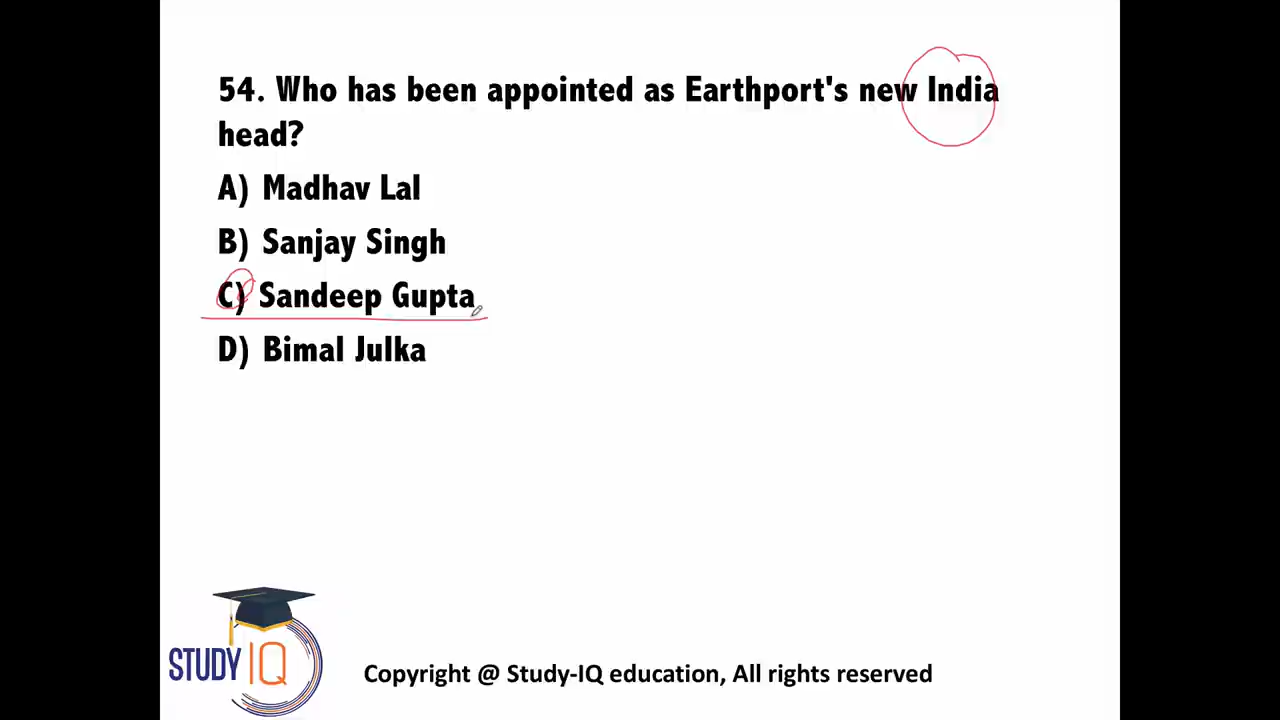 54. Who has been appointed as Earthport's new India
head?
A) Madhav Lal
B) Sanjay Singh
C) Sandeep Gupta
D) Bimal Julka
STUDY IQ
Copyright @ Study-IQ education, All rights reserved